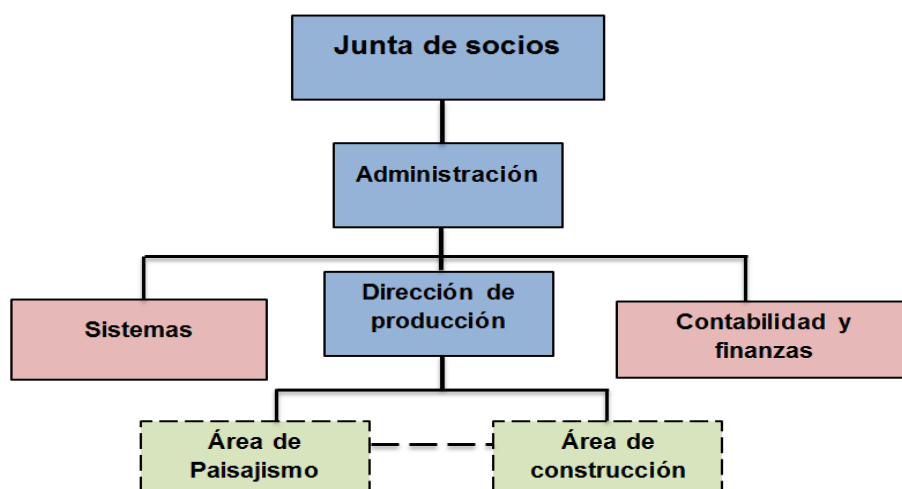 Junta de socios
Administración
Dirección de
producción
Sistemas
Contabilidad y
finanzas
Área de
Paisajismo
Área de
construcción